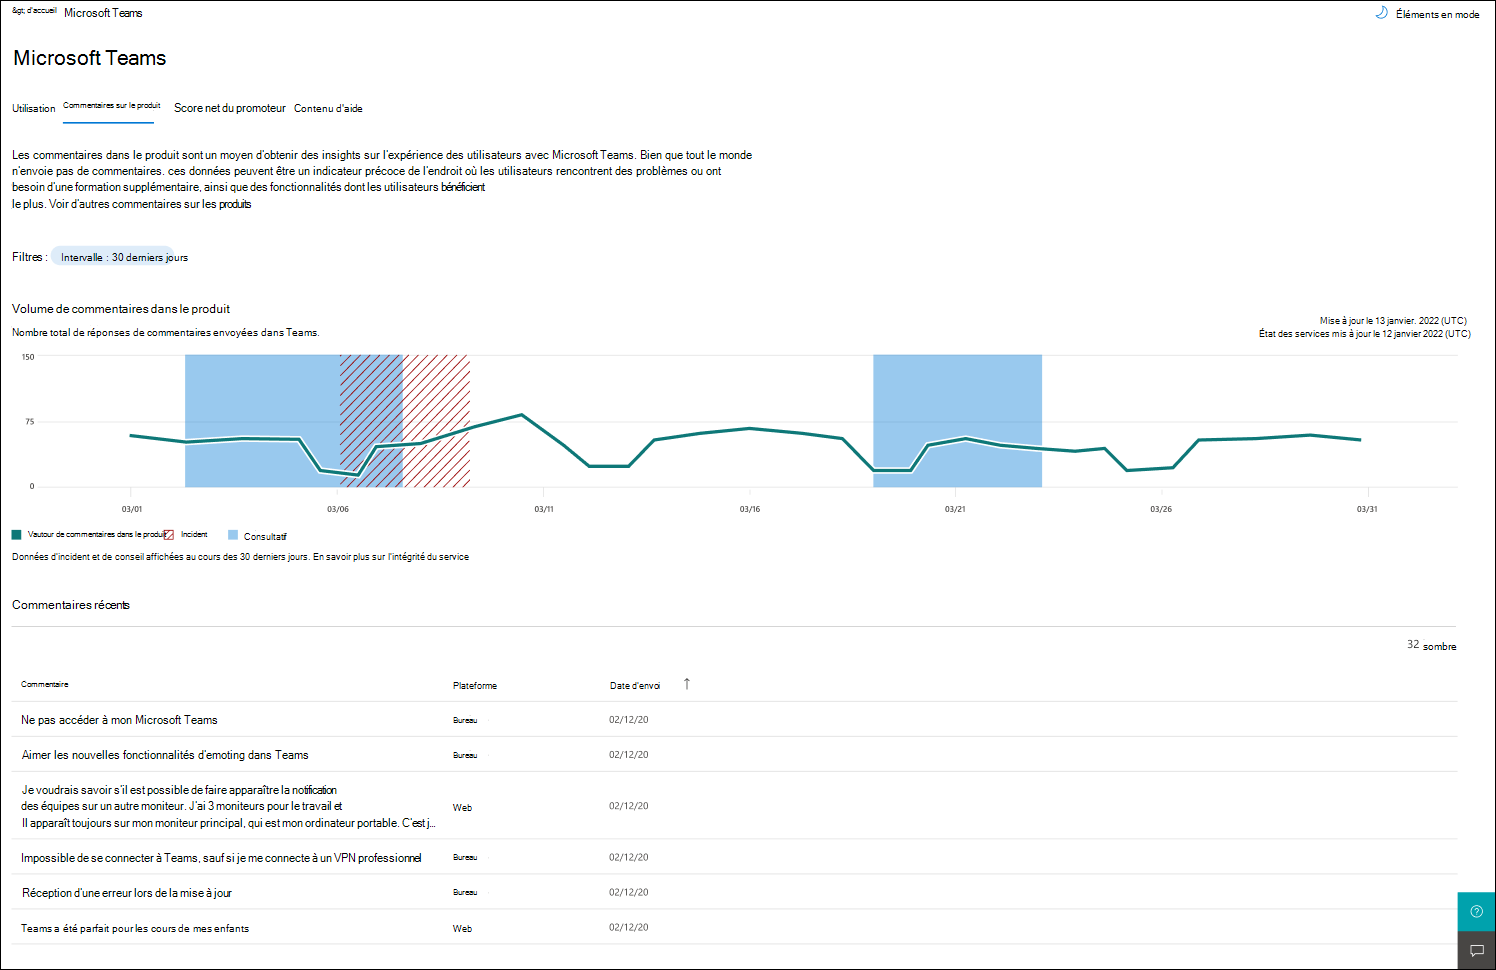 &gt; d'accueil Microsoft Teams
Éléments en mode
Microsoft Teams
Utilisation Commentaires sur le produit Score net du promoteur Contenu d'aide
Les commentaires dans le produit sont un moyen d'obtenir des insights sur l'expérience des utilisateurs avec Microsoft Teams. Bien que tout le monde
n'envoie pas de commentaires. ces données peuvent être un indicateur précoce de l'endroit où les utilisateurs rencontrent des problèmes ou ont
besoin d'une formation supplémentaire, ainsi que des fonctionnalités dont les utilisateurs bénéficient
le plus. Voir d'autres commentaires sur les produits
Filtres : Intervalle : 30 derniers jours
Volume de commentaires dans le produit
Nombre total de réponses de commentaires envoyées dans Teams.
Mise à jour le 13 janvier. 2022 (UTC)
État des services mis à jour le 12 janvier 2022 (UTC)
150
75
0
03/01 03/06 03/11 03/16 03/21 03/26 03/31
Vautour de commentaires dans le produit Incident Consultatif
Données d'incident et de conseil affichées au cours des 30 derniers jours. En savoir plus sur l'intégrité du service
Commentaires récents
32 sombre
Commentaire Plateforme Date d'envoi ↑
Ne pas accéder à mon Microsoft Teams Bureau 02/12/20
Aimer les nouvelles fonctionnalités d'emoting dans Teams Bureau 02/12/20
Je voudrais savoir s'il est possible de faire apparaître la notification
des équipes sur un autre moniteur. J'ai 3 moniteurs pour le travail et
Il apparaît toujours sur mon moniteur principal, qui est mon ordinateur portable. C'est j...
Web 02/12/20
Impossible de se connecter à Teams, sauf si je me connecte à un VPN professionnel Bureau 02/12/20
Réception d'une erreur lors de la mise à jour Bureau 02/12/20
Teams a été parfait pour les cours de mes enfants Web 02/12/20